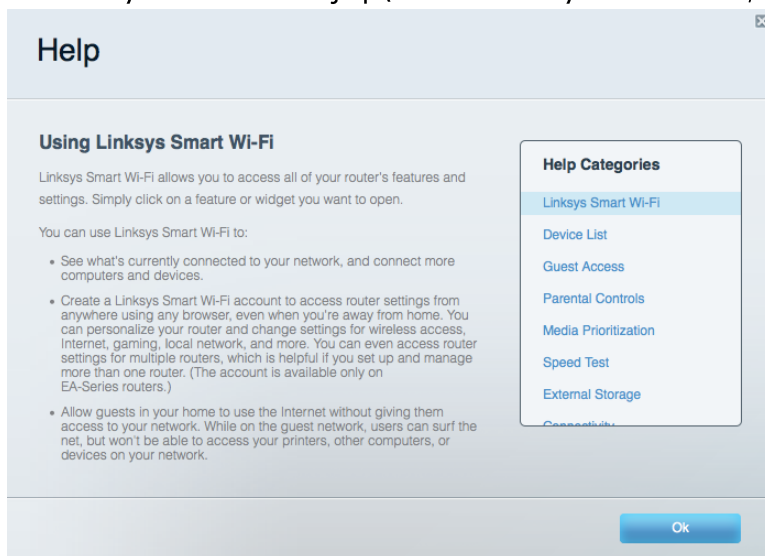 Help
Using Linksys Smart Wi-Fi
Linksys Smart Wi-Fi allows you to access all of your router's features and
settings. Simply click on a feature or widget you want to open.
You can use Linksys Smart Wi-Fi to:
• See what's currently connected to your network, and connect more
computers and devices.
• Create a Linksys Smart Wi-Fi account to access router settings from
anywhere using any browser, even when you're away from home. You
can personalize your router and change settings for wireless access,
Internet, gaming, local network, and more. You can even access router
settings for multiple routers, which is helpful if you set up and manage
more than one router. (The account is available only on
EA-Series routers.)
• Allow guests in your home to use the Internet without giving them
access to your network. While on the guest network, users can surf the
net, but won't be able to access your printers, other computers, or
devices on your network.
Help Categories
Linksys Smart Wi-Fi
Device List
Guest Access
Parental Controls
Media Prioritization
Speed Test
External Storage
Connectivity
Ok